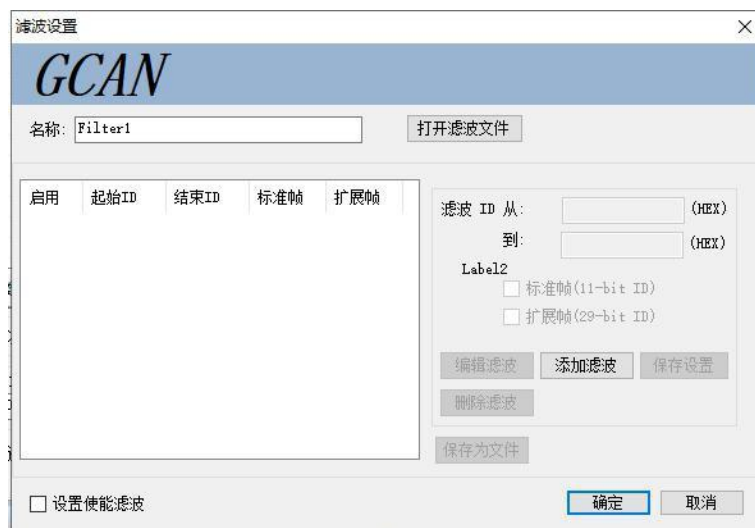 滤波设置
GCAN
名称: Filter1 打开滤波文件
启用 起始ID 结束ID 标准帧 扩展帧
滤波 ID 从: (HEX)
到: (HEX)
Label2
标准帧(11-bit ID)
扩展帧(29-bit ID)
编辑滤波 添加滤波 保存设置
删除滤波
保存为文件
设置使能滤波 确定 取消